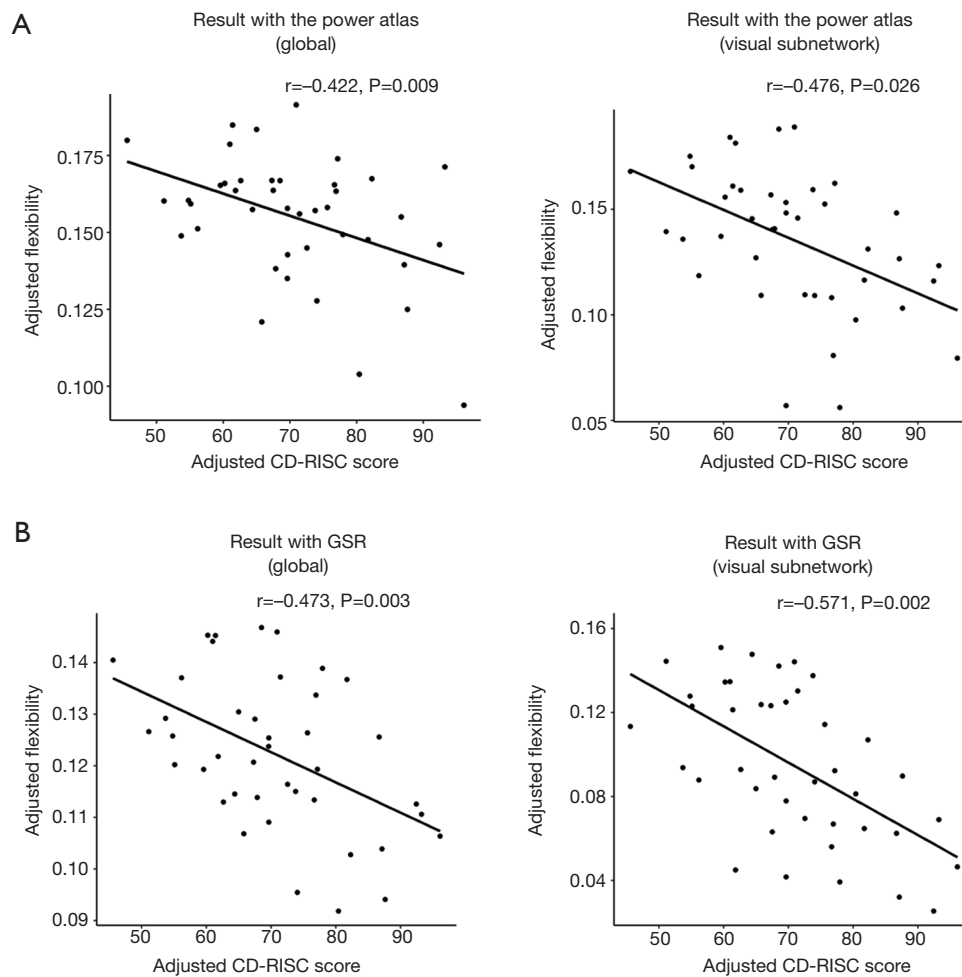 A
Result with the power atlas
(global)
r=–0.422, P=0.009
Adjusted flexibility
0.175
0.150
0.125
0.100
50 60 70 80 90
Adjusted CD-RISC score
Result with the power atlas
(visual subnetwork)
r=–0.476, P=0.026
Adjusted flexibility
0.15
0.10
0.05
50 60 70 80 90
Adjusted CD-RISC score
B
Result with GSR
(global)
r=–0.473, P=0.003
Adjusted flexibility
0.14
0.13
0.12
0.11
0.10
0.09
50 60 70 80 90
Adjusted CD-RISC score
Result with GSR
(visual subnetwork)
r=–0.571, P=0.002
Adjusted flexibility
0.16
0.12
0.08
0.04
50 60 70 80 90
Adjusted CD-RISC score